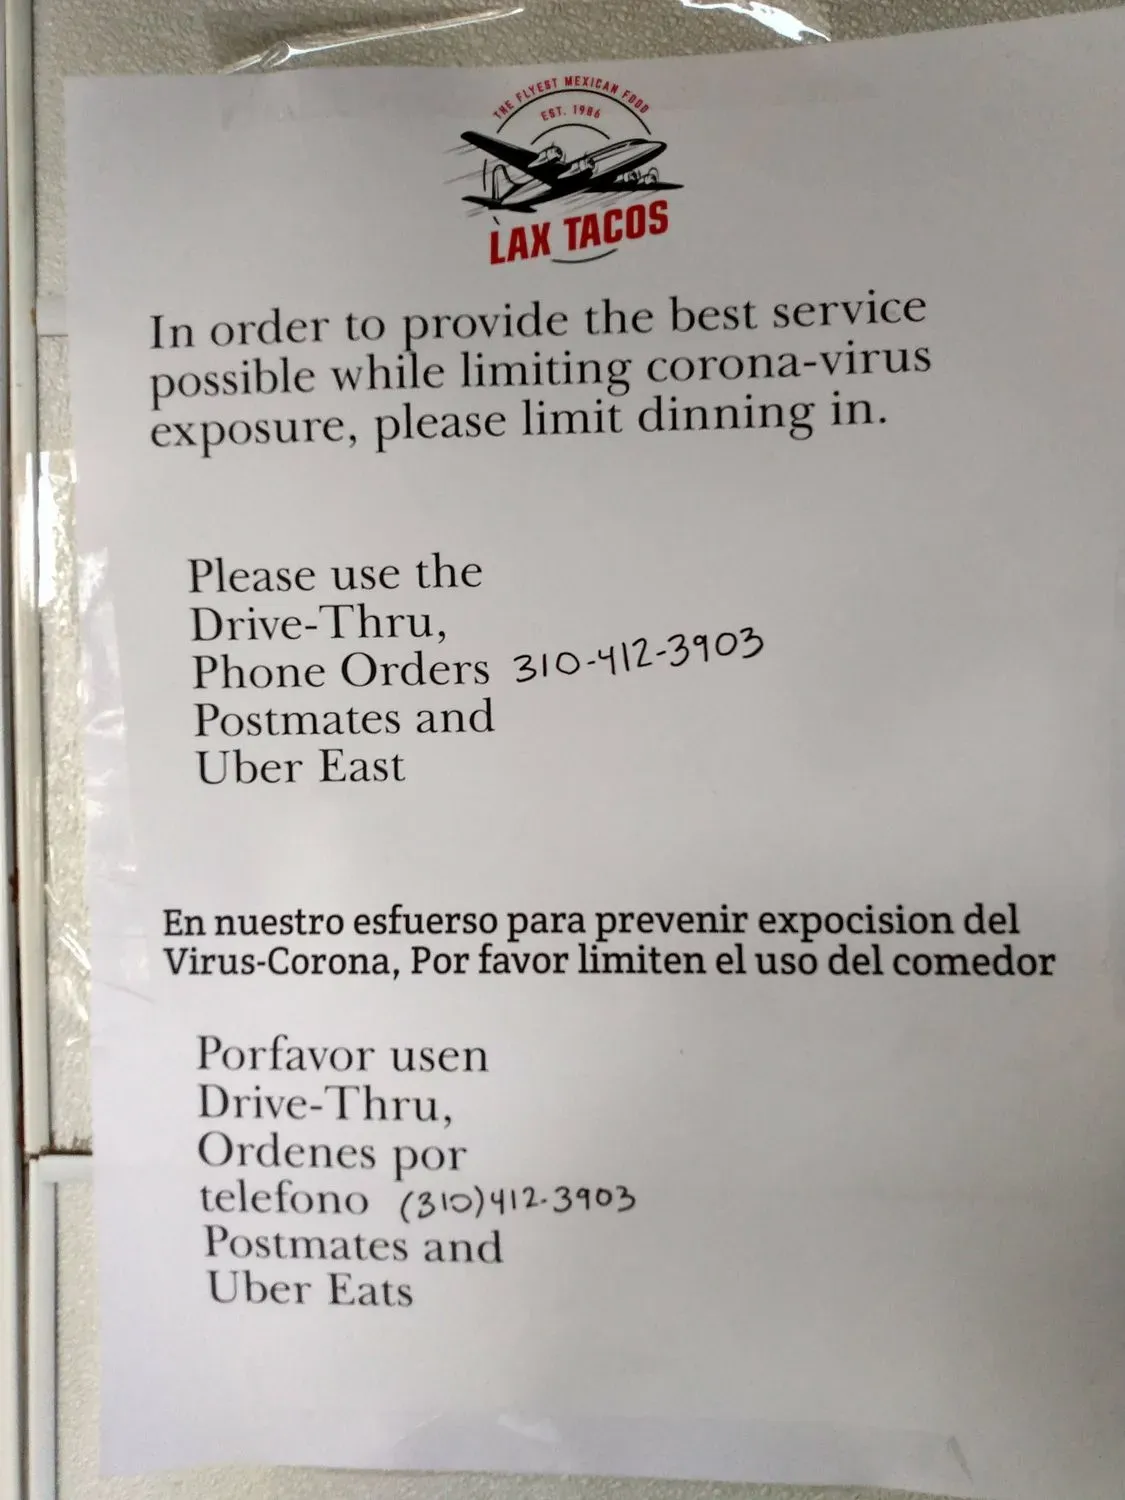 THE FLYEST MEXICAN FOOD
EST. 1986
LAX TACOS
In order to provide the best service
possible while limiting corona-virus
exposure, please limit dinning in.
Please use the
Drive-Thru,
Phone Orders 310-412-3903
Postmates and
Uber East
En nuestro esfuerso para prevenir expocision del
Virus-Corona, Por favor limiten el uso del comedor
Porfavor usen
Drive-Thru,
Ordenes por
telefono (310)412-3903
Postmates and
Uber Eats